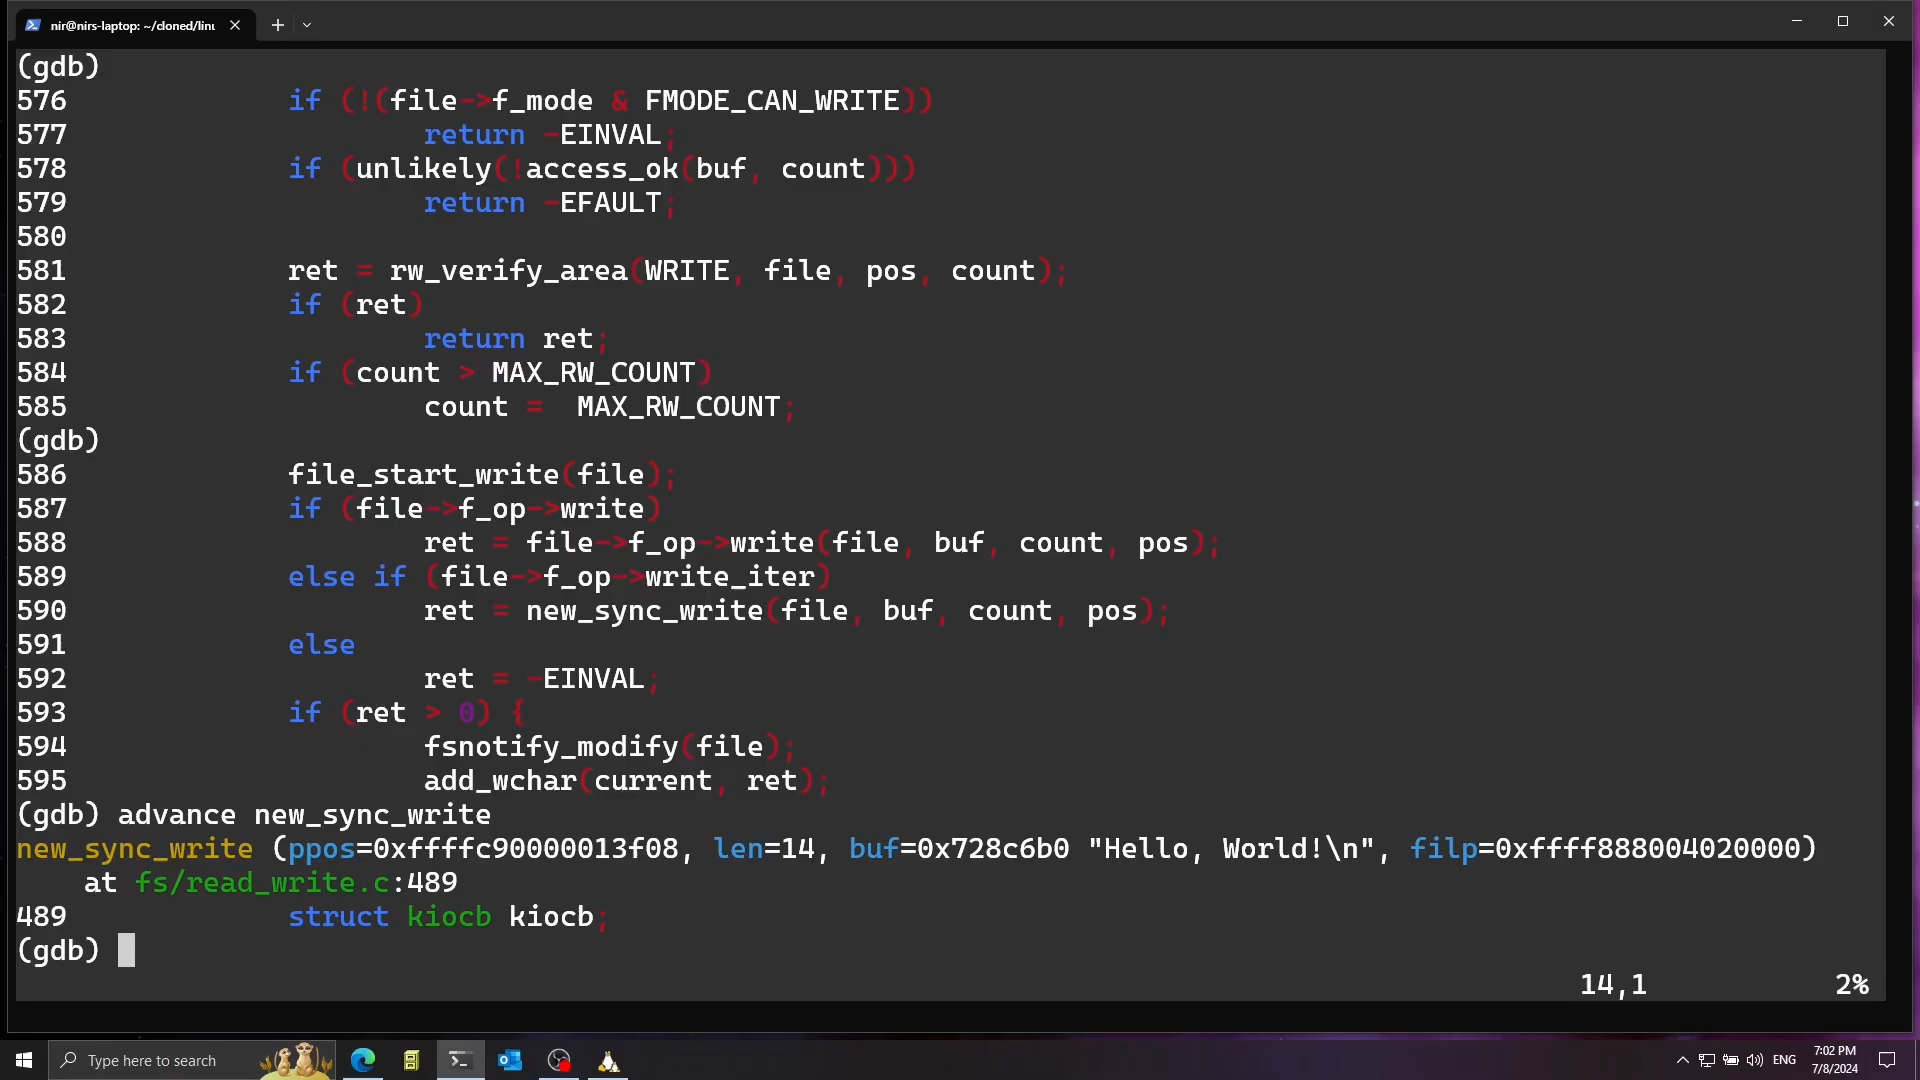 nir@nirs-laptop: ~/cloned/linu
(gdb)
576 if (!(file->f_mode & FMODE_CAN_WRITE))
577 return -EINVAL;
578 if (unlikely(!access_ok(buf, count)))
579 return -EFAULT;
580
581 ret = rw_verify_area(WRITE, file, pos, count);
582 if (ret)
583 return ret;
584 if (count > MAX_RW_COUNT)
585 count =  MAX_RW_COUNT;
(gdb)
586 file_start_write(file);
587 if (file->f_op->write)
588 ret = file->f_op->write(file, buf, count, pos);
589 else if (file->f_op->write_iter)
590 ret = new_sync_write(file, buf, count, pos);
591 else
592 ret = -EINVAL;
593 if (ret > 0) {
594 fsnotify_modify(file);
595 add_wchar(current, ret);
(gdb) advance new_sync_write
new_sync_write (ppos=0xffffc90000013f08, len=14, buf=0x728c6b0 "Hello, World!\n", filp=0xffff888004020000)
at fs/read_write.c:489
489 struct kiocb kiocb;
(gdb)
14,1 2%
Type here to search
ENG
7:02 PM
7/8/2024